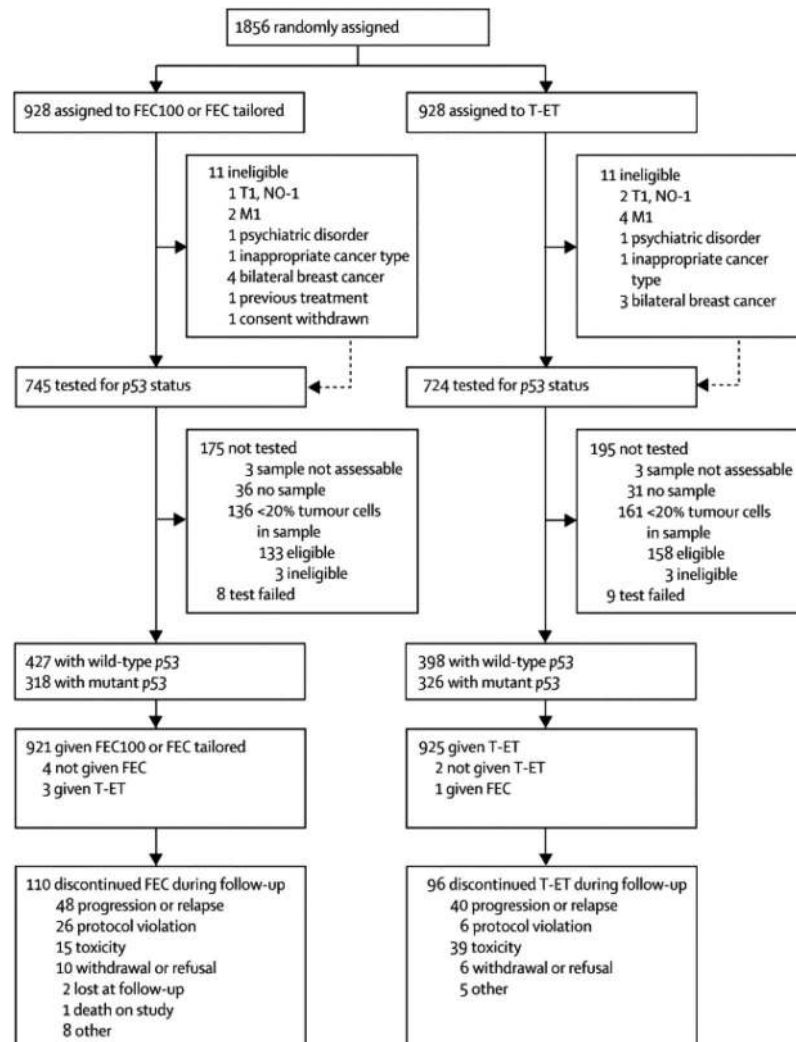 1856 randomly assigned
928 assigned to FEC100 or FEC tailored
928 assigned to T-ET
11 ineligible
1 T1, NO-1
2 M1
1 psychiatric disorder
1 inappropriate cancer type
4 bilateral breast cancer
1 previous treatment
1 consent withdrawn
11 ineligible
2 T1, NO-1
4 M1
1 psychiatric disorder
1 inappropriate cancer
type
3 bilateral breast cancer
745 tested for p53 status
724 tested for p53 status
175 not tested
3 sample not assessable
36 no sample
136 <20% tumour cells
in sample
133 eligible
3 ineligible
8 test failed
195 not tested
3 sample not assessable
31 no sample
161 <20% tumour cells
in sample
158 eligible
3 ineligible
9 test failed
427 with wild-type p53
318 with mutant p53
398 with wild-type p53
326 with mutant p53
921 given FEC100 or FEC tailored
4 not given FEC
3 given T-ET
925 given T-ET
2 not given T-ET
1 given FEC
110 discontinued FEC during follow-up
48 progression or relapse
26 protocol violation
15 toxicity
10 withdrawal or refusal
2 lost at follow-up
1 death on study
8 other
96 discontinued T-ET during follow-up
40 progression or relapse
6 protocol violation
39 toxicity
6 withdrawal or refusal
5 other